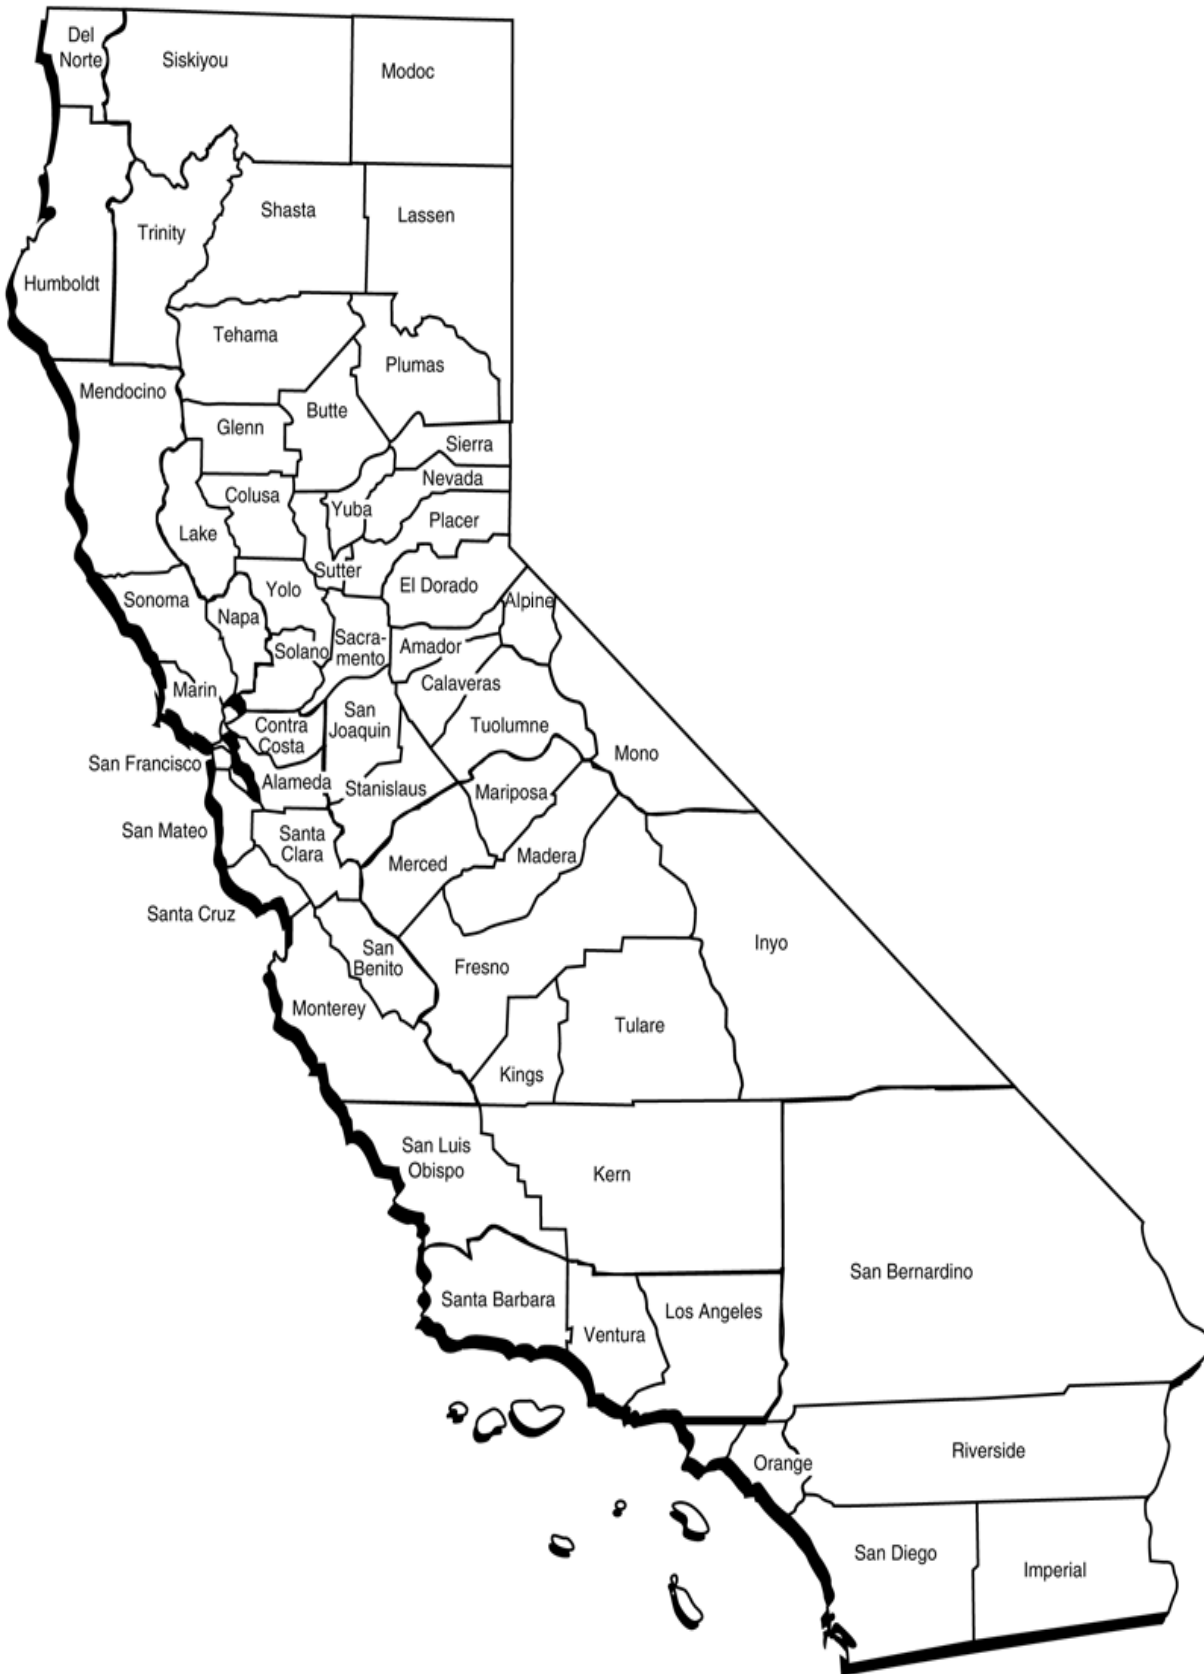 Del
Norte
Siskiyou
Modoc
Shasta
Lassen
Trinity
Humboldt
Tehama
Plumas
Mendocino
Butte
Glenn
Sierra
Nevada
Colusa
Yuba
Placer
Lake
Sutter
El Dorado
Yolo
Sonoma
Alpine
Napa
Sacra-
mento
Amador
Solano
Calaveras
Marin
San
Joaquin
Contra
Costa
Tuolumne
Mono
San Francisco
Alameda
Stanislaus
Mariposa
San Mateo
Santa
Clara
Merced
Madera
Santa Cruz
Inyo
San
Benito
Fresno
Monterey
Tulare
Kings
San Luis
Obispo
Kern
San Bernardino
Santa Barbara
Los Angeles
Ventura
Riverside
Orange
San Diego
Imperial